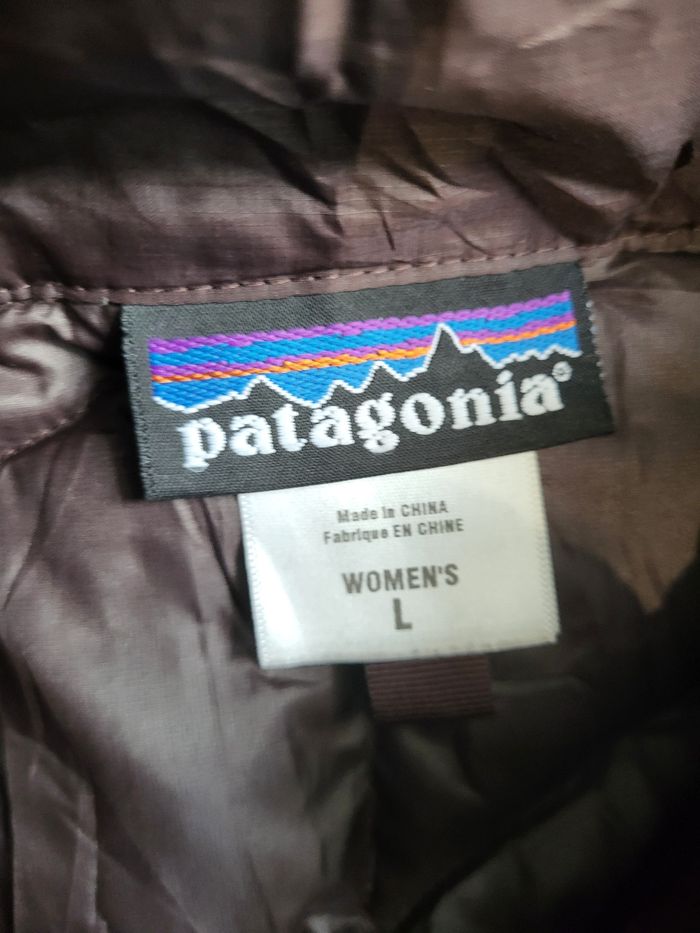 patagonia®
Made in CHINA
Fabriqué EN CHINE
WOMEN'S
L